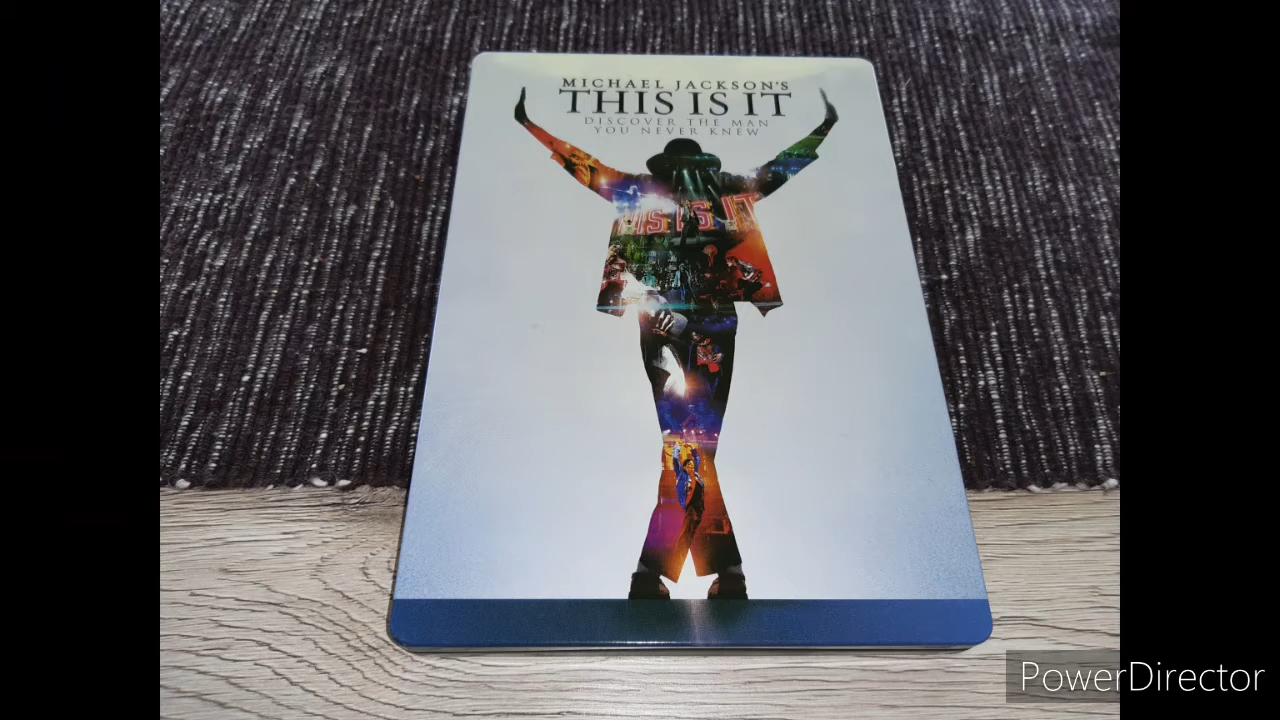 MICHAEL JACKSON'S
THIS IS IT
DISCOVER THE MAN
YOU NEVER KNEW
THIS IS IT
PowerDirector